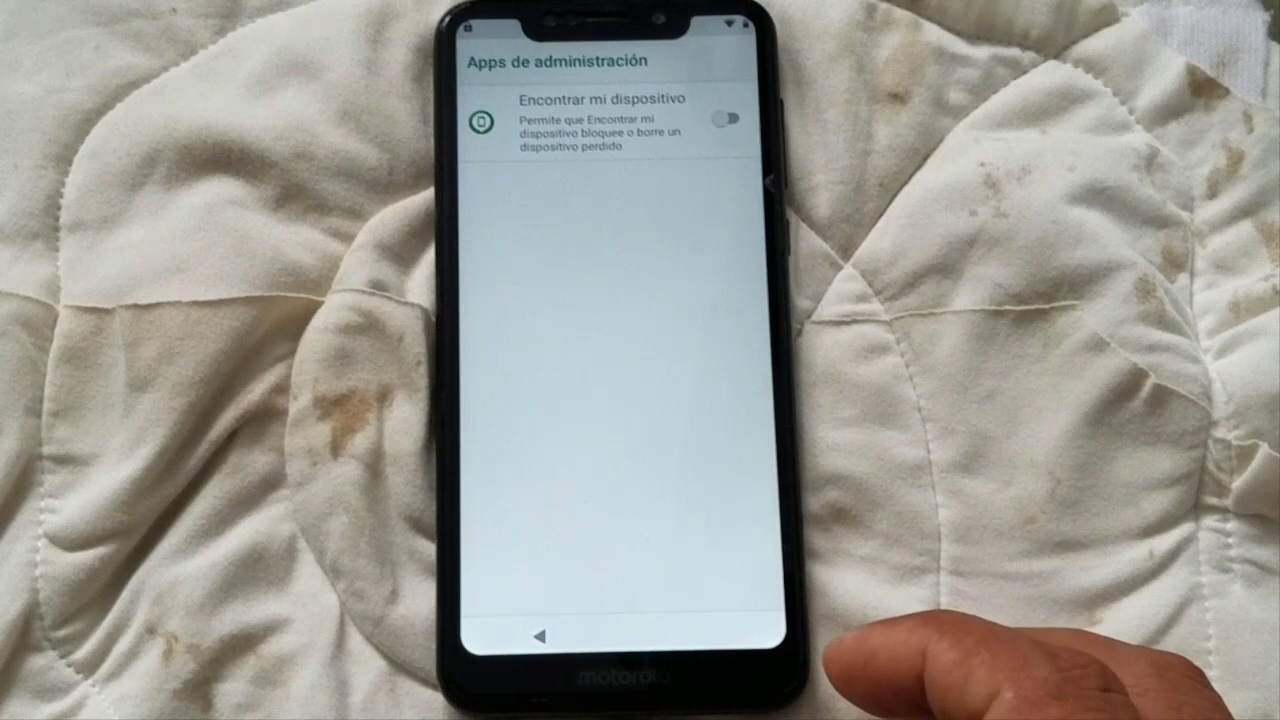 Apps de administración
Encontrar mi dispositivo
Permite que Encontrar mi
dispositivo bloquee o borre un
dispositivo perdido
motorola